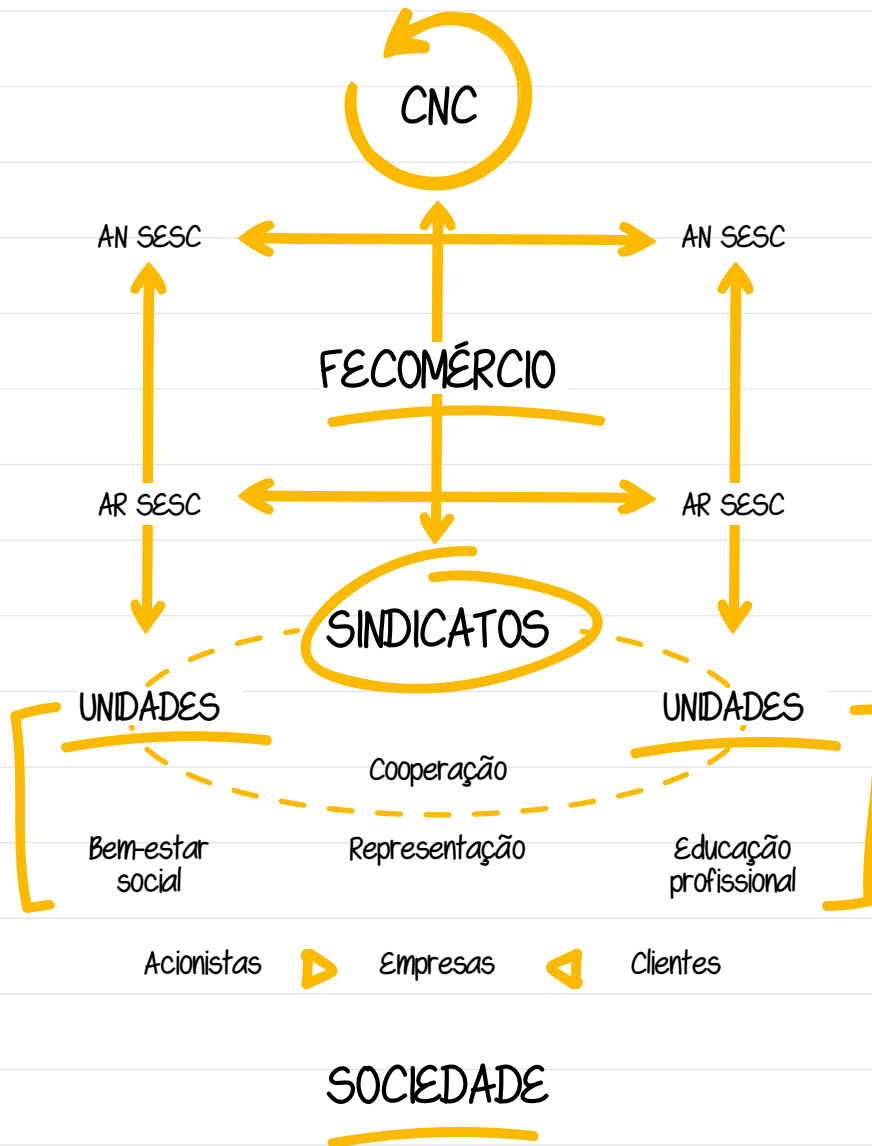 CNC
AN SESC
AN SESC
FECOMÉRCIO
AR SESC
AR SESC
SINDICATOS
UNIDADES
UNIDADES
Cooperação
Bem-estar
social
Representação
Educação
profissional
Acionistas
Empresas
Clientes
SOCIEDADE